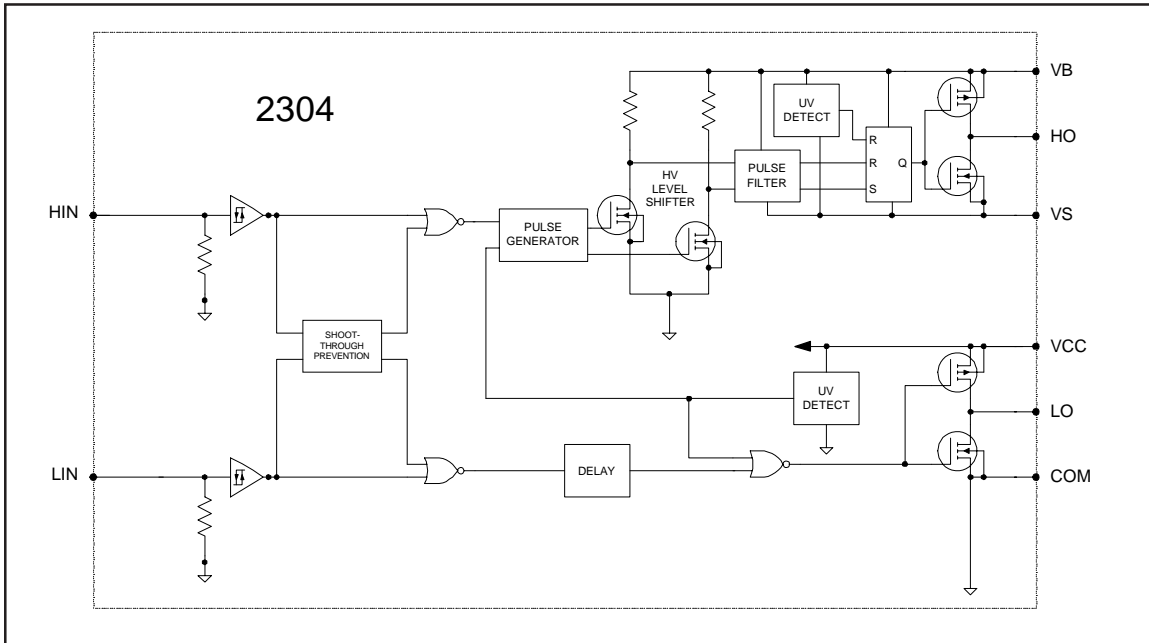 2304
VB
UV
DETECT
HO
R
R
Q
S
PULSE
FILTER
HV
LEVEL
SHIFTER
HIN
VS
PULSE
GENERATOR
SHOOT-
THROUGH
PREVENTION
VCC
UV
DETECT
LO
LIN
DELAY
COM